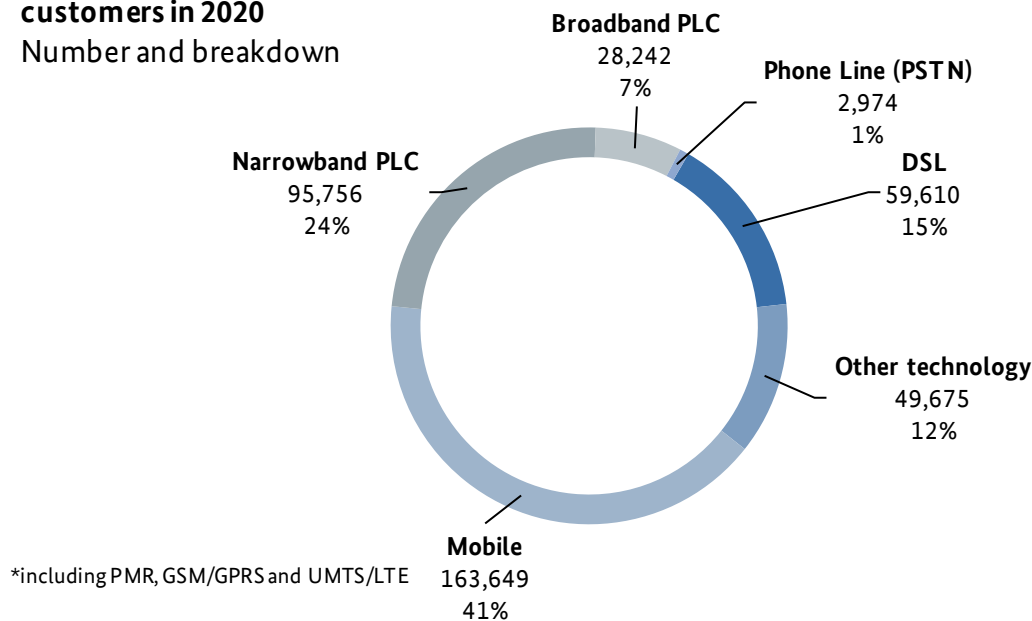 customers in 2020
Number and breakdown
Broadband PLC
28,242
7%
Phone Line (PSTN)
2,974
1%
DSL
59,610
15%
Narrowband PLC
95,756
24%
Other technology
49,675
12%
Mobile
163,649
41%
*including PMR, GSM/GPRS and UMTS/LTE